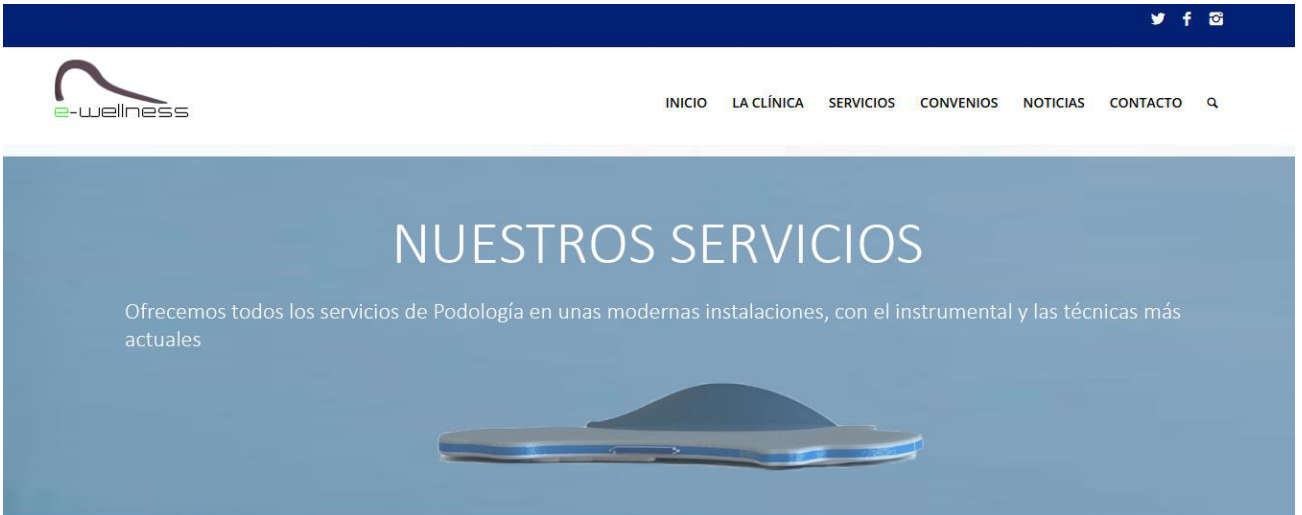 e-wellness
INICIO LA CLÍNICA SERVICIOS CONVENIOS NOTICIAS CONTACTO
NUESTROS SERVICIOS
Ofrecemos todos los servicios de Podología en unas modernas instalaciones, con el instrumental y las técnicas más
actuales